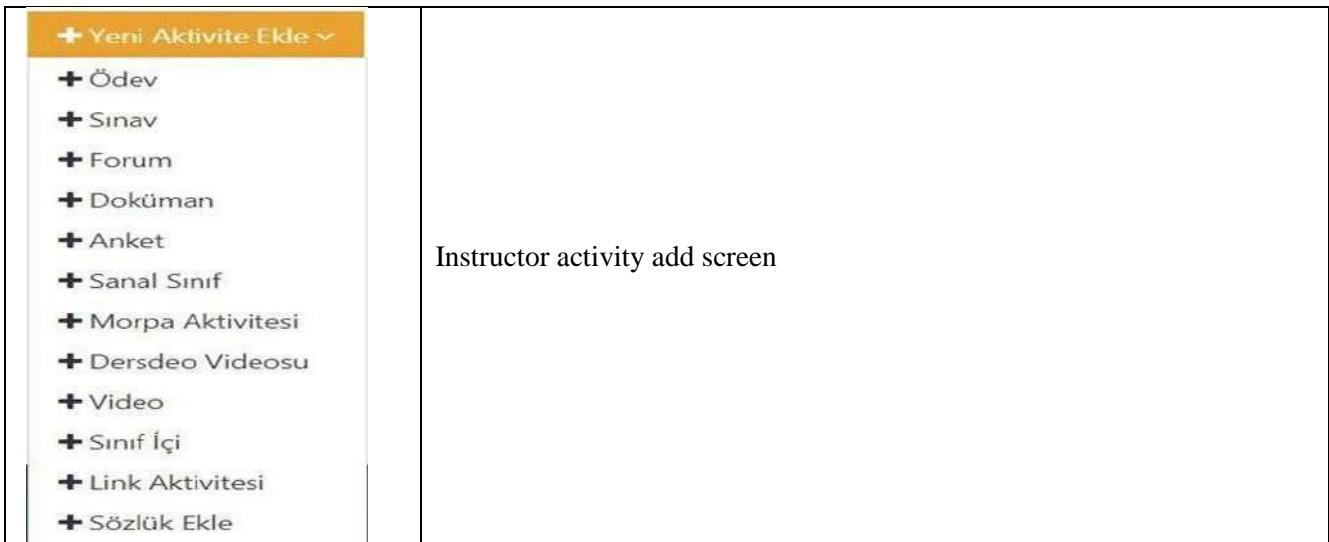 + Yeni Aktivite Ekle
+ Ödev
+ Sınav
+ Forum
+ Doküman
+ Anket
+ Sanal Sınıf
+ Morpa Aktivitesi
+ Dersdeo Videosu
+ Video
+ Sınıf İçi
+ Link Aktivitesi
+ Sözlük Ekle
Instructor activity add screen